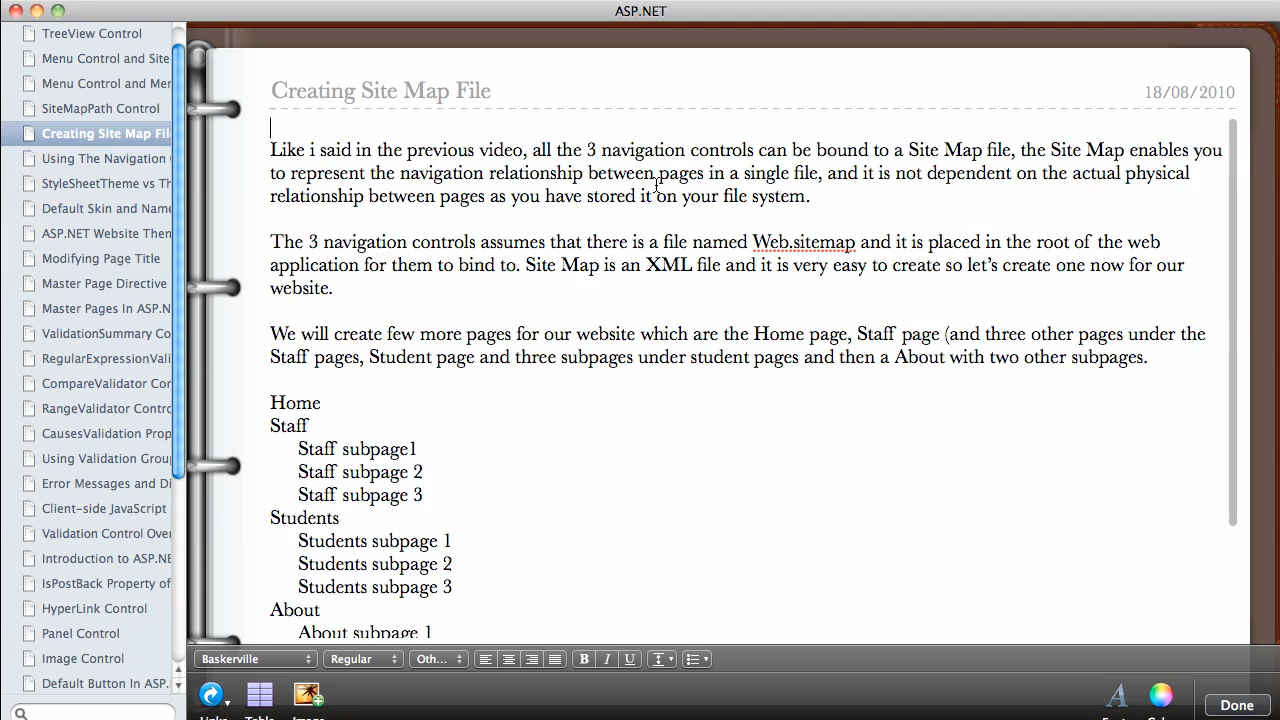 ASP.NET
TreeView Control
Menu Control and Site
Menu Control and Mer
SiteMapPath Control
Creating Site Map Fil
Using The Navigation
StyleSheetTheme vs Th
Default Skin and Name
ASP.NET Website Then
Modifying Page Title
Master Page Directive
Master Pages In ASP.N
ValidationSummary Co
RegularExpressionVali
CompareValidator Cor
RangeValidator Contro
CausesValidation Prop
Using Validation Grou
Error Messages and Di
Client-side JavaScript
Validation Control Over
Introduction to ASP.NE
IsPostBack Property of
HyperLink Control
Panel Control
Image Control
Default Button In ASP.
Creating Site Map File 18/08/2010
Like i said in the previous video, all the 3 navigation controls can be bound to a Site Map file, the Site Map enables you
to represent the navigation relationship between pages in a single file, and it is not dependent on the actual physical
relationship between pages as you have stored it on your file system.
The 3 navigation controls assumes that there is a file named Web.sitemap and it is placed in the root of the web
application for them to bind to. Site Map is an XML file and it is very easy to create so let's create one now for our
website.
We will create few more pages for our website which are the Home page, Staff page (and three other pages under the
Staff pages, Student page and three subpages under student pages and then a About with two other subpages.
Home
Staff
Staff subpage1
Staff subpage 2
Staff subpage 3
Students
Students subpage 1
Students subpage 2
Students subpage 3
About
About subpage 1
Baskerville Regular Oth... B I U
Links Table Image A Done